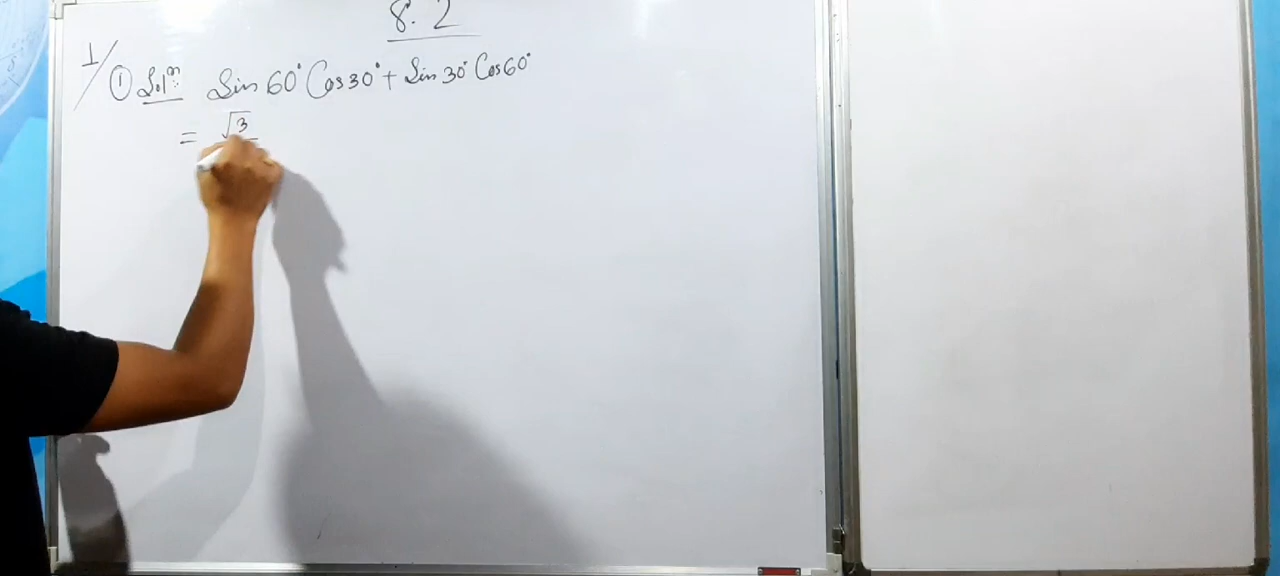 8.2
1/ ① Solⁿ: Sin 60° Cos 30° + Sin 30° Cos 60°
= √3